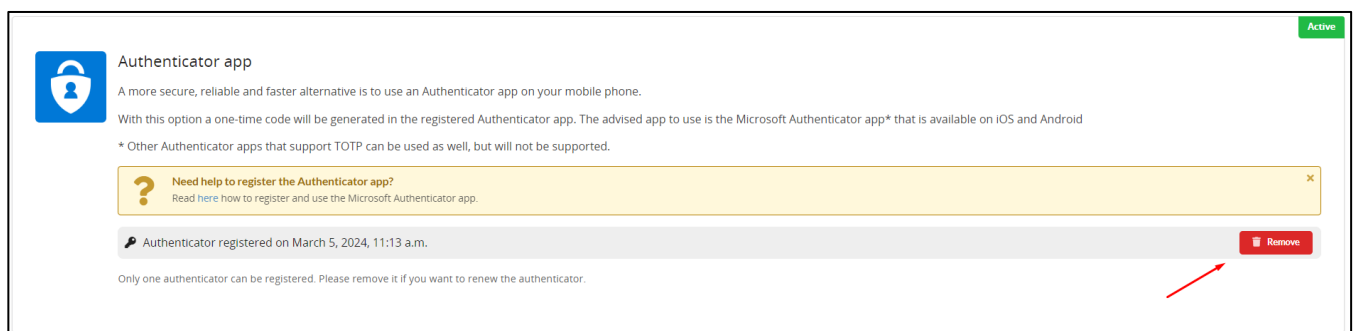 Active
Authenticator app
A more secure, reliable and faster alternative is to use an Authenticator app on your mobile phone.
With this option a one-time code will be generated in the registered Authenticator app. The advised app to use is the Microsoft Authenticator app* that is available on iOS and Android
* Other Authenticator apps that support TOTP can be used as well, but will not be supported.
Need help to register the Authenticator app?
Read here how to register and use the Microsoft Authenticator app.
Authenticator registered on March 5, 2024, 11:13 a.m.
Remove
Only one authenticator can be registered. Please remove it if you want to renew the authenticator.